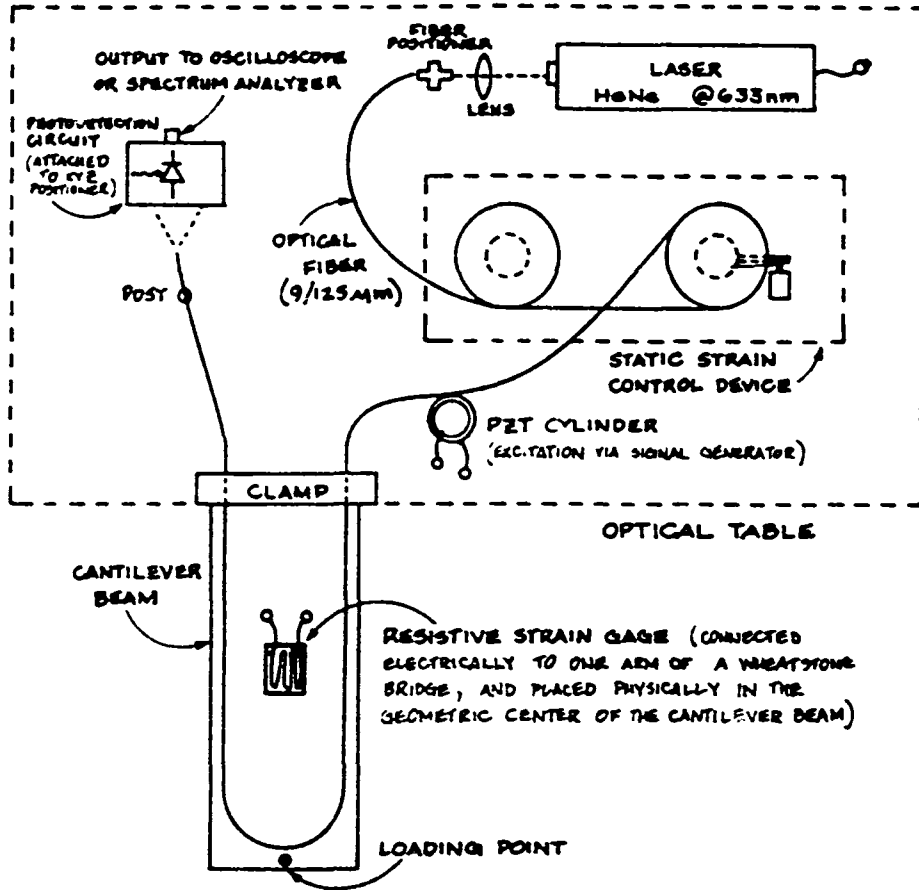 FIBER
POSITIONER
OUTPUT TO OSCILLOSCOPE
OR SPECTRUM ANALYZER
LASER
HeNe @633nm
LENS
PHOTODETECTION
CIRCUIT
(ATTACHED
TO XYZ
POSITIONER)
OPTICAL
FIBER
(9/125µm)
POST
STATIC STRAIN
CONTROL DEVICE
PZT CYLINDER
(EXCITATION VIA SIGNAL GENERATOR)
CLAMP
OPTICAL TABLE
CANTILEVER
BEAM
RESISTIVE STRAIN GAGE (CONNECTED
ELECTRICALLY TO ONE ARM OF A WHEATSTONE
BRIDGE, AND PLACED PHYSICALLY IN THE
GEOMETRIC CENTER OF THE CANTILEVER BEAM)
LOADING POINT